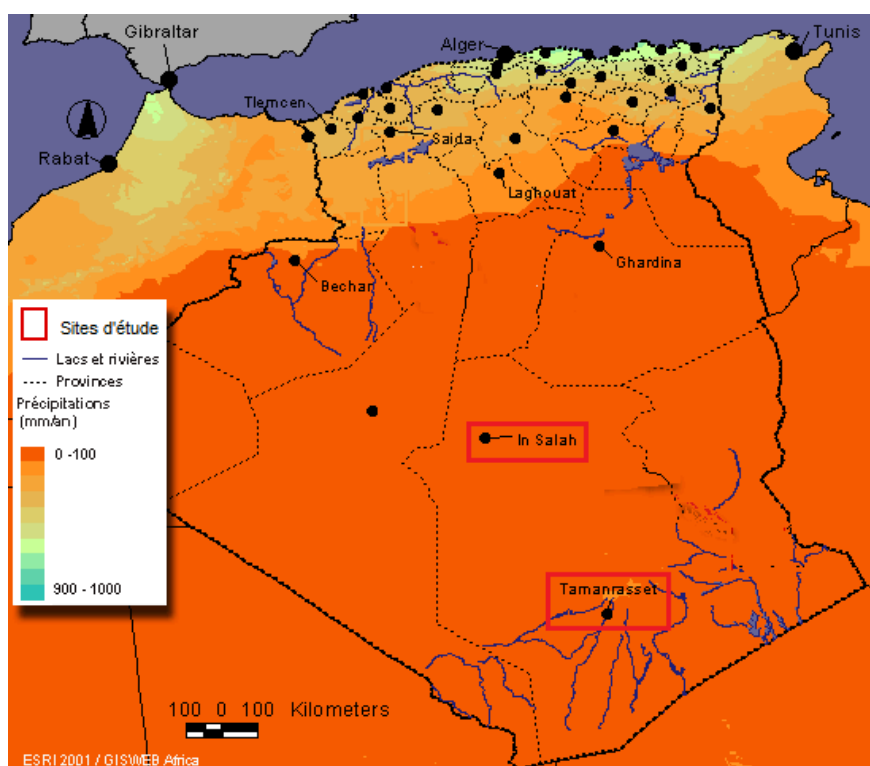 Gibraltar
Alger
Tunis
Tlemcen
Rabat
Saida
Laghouat
Ghardina
Bechar
Sites d'étude
Lacs et rivières
Provinces
Précipitations
(mm/an)
0 -100
900 - 1000
In Salah
Tamanrasset
100 0 100 Kilometers
ESRI 2001 / GISWEB Africa